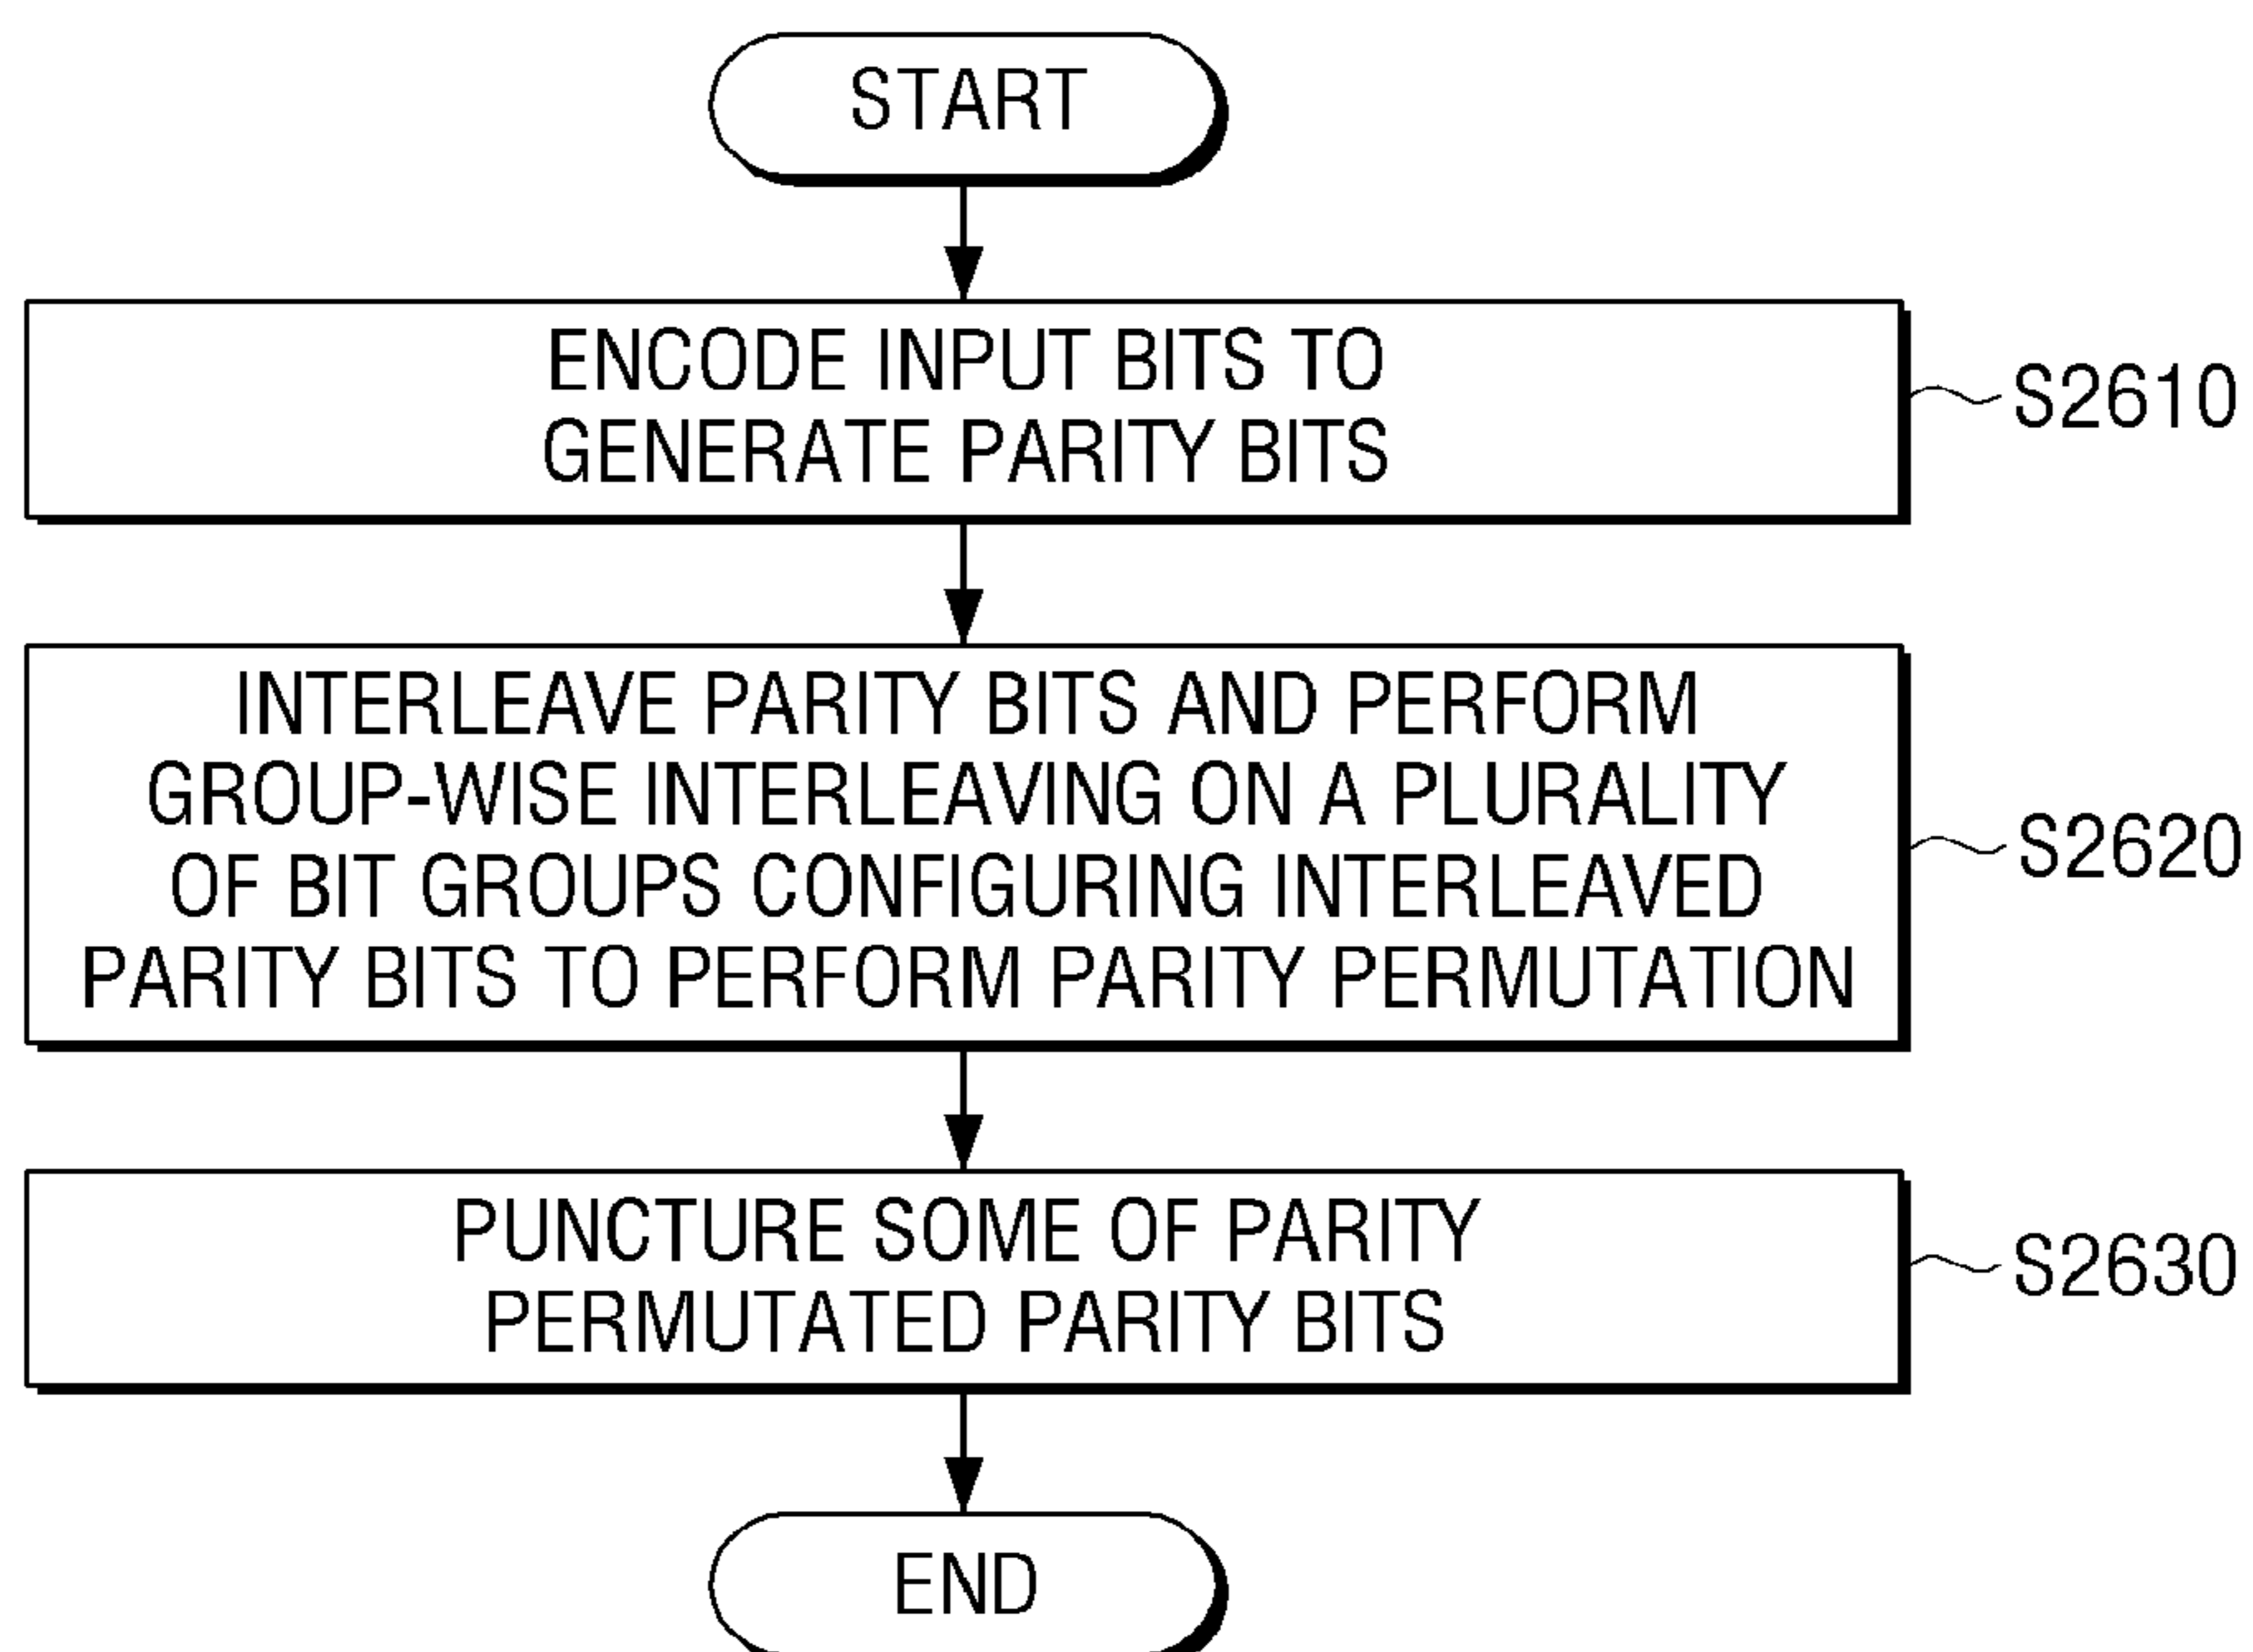 START
ENCODE INPUT BITS TO
GENERATE PARITY BITS
S2610
INTERLEAVE PARITY BITS AND PERFORM
GROUP-WISE INTERLEAVING ON A PLURALITY
OF BIT GROUPS CONFIGURING INTERLEAVED
PARITY BITS TO PERFORM PARITY PERMUTATION
S2620
PUNCTURE SOME OF PARITY
PERMUTATED PARITY BITS
S2630
END